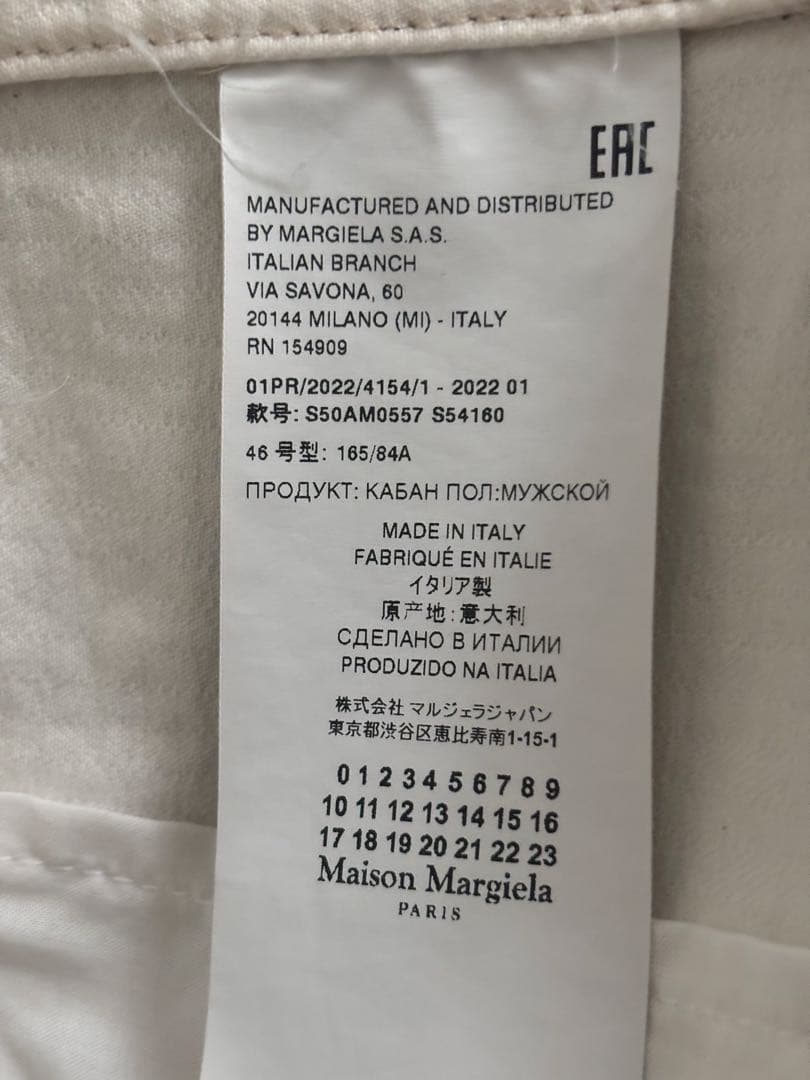 EAC
MANUFACTURED AND DISTRIBUTED
BY MARGIELA S.A.S.
ITALIAN BRANCH
VIA SAVONA, 60
20144 MILANO (MI) - ITALY
RN 154909
01PR/2022/4154/1 - 2022 01
款号: S50AM0557 S54160
46 号型: 165/84A
ПРОДУКТ: КАБАН ПОЛ:МУЖСКОЙ
MADE IN ITALY
FABRIQUÉ EN ITALIE
イタリア製
原产地:意大利
СДЕЛАНО В ИТАЛИИ
PRODUZIDO NA ITALIA
株式会社 マルジェラジャパン
東京都渋谷区恵比寿南1-15-1
0 1 2 3 4 5 6 7 8 9
10 11 12 13 14 15 16
17 18 19 20 21 22 23
Maison Margiela
PARIS